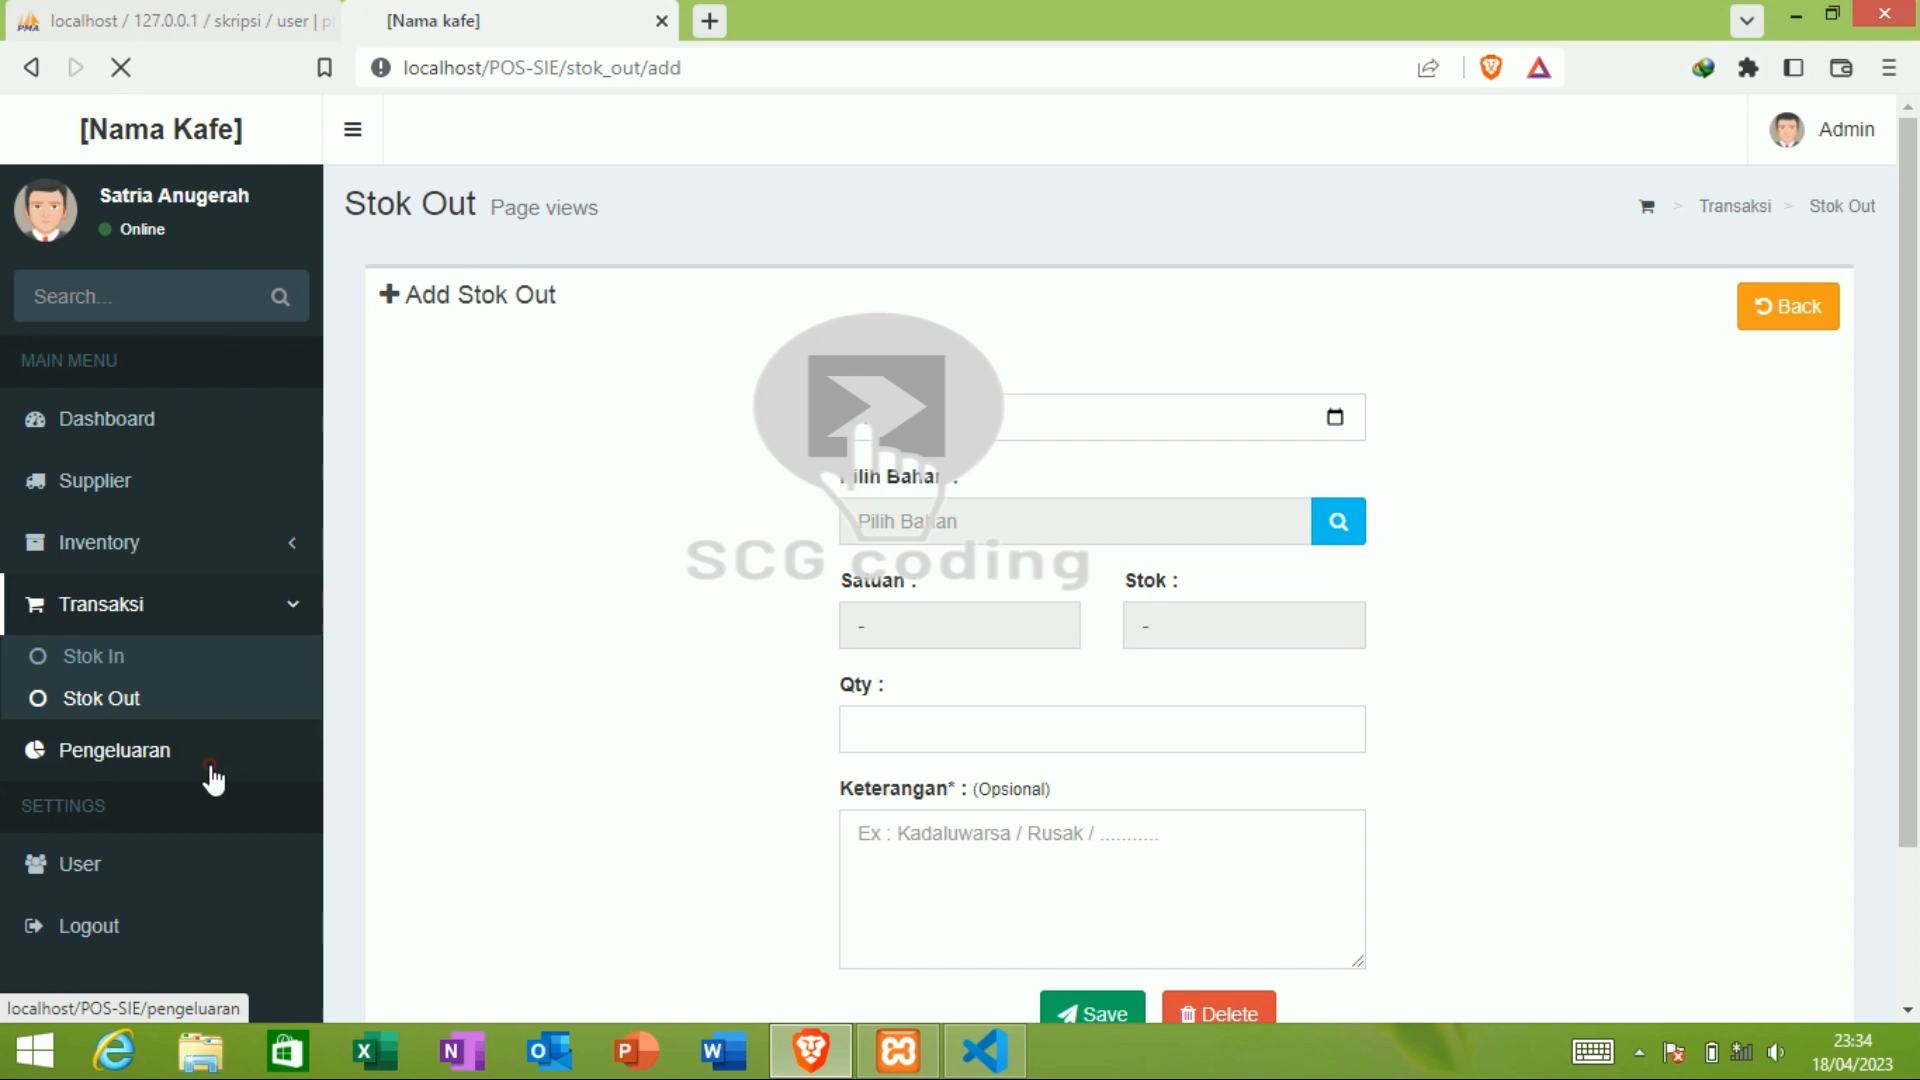 localhost / 127.0.0.1 / skripsi / user |
[Nama kafe]
localhost/POS-SIE/stok_out/add
[Nama Kafe]
Admin
Satria Anugerah
Online
Search...
MAIN MENU
Dashboard
Supplier
Inventory
Transaksi
Stok In
Stok Out
Pengeluaran
SETTINGS
User
Logout
localhost/POS-SIE/pengeluaran
Stok Out Page views
> Transaksi > Stok Out
Add Stok Out
Back
Pilih Bahan :
Pilih Bahan
SCG coding
Satuan : Stok :
- -
Qty :
Keterangan* : (Opsional)
Ex : Kadaluwarsa / Rusak / ...........
Save Delete
23:34
18/04/2023